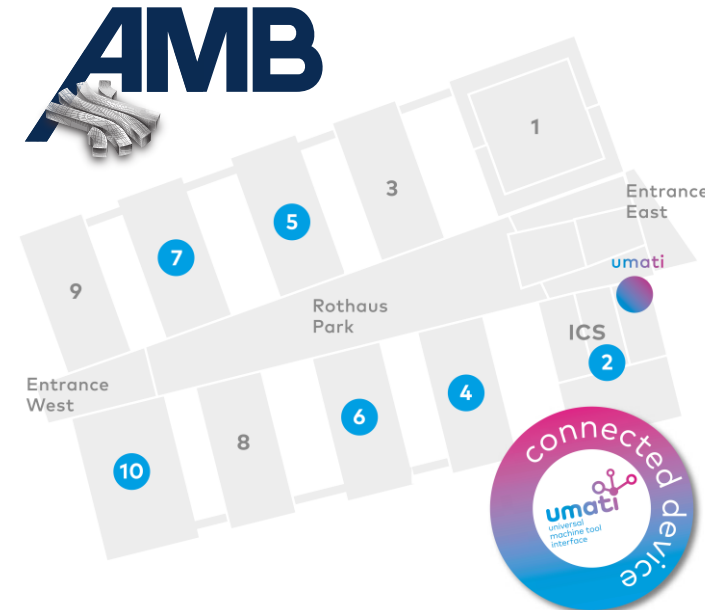 AMB
1
Entrance
East
3
5
umati
7
9
Rothaus
Park
ICS
2
Entrance
West
4
6
8
10
connected device
umati
universal
machine tool
interface